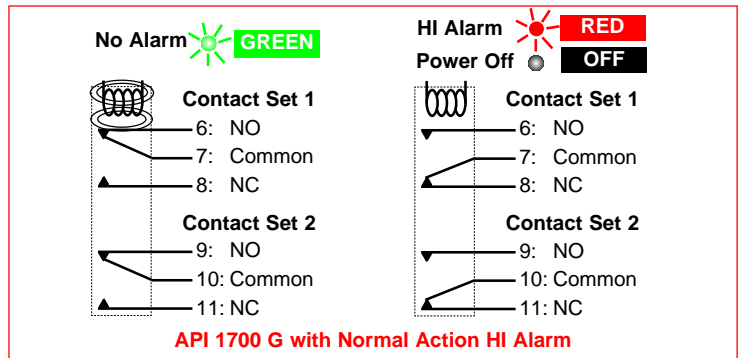 No Alarm GREEN
Contact Set 1
6: NO
7: Common
8: NC
Contact Set 2
9: NO
10: Common
11: NC
HI Alarm RED
Power Off OFF
Contact Set 1
6: NO
7: Common
8: NC
Contact Set 2
9: NO
10: Common
11: NC
API 1700 G with Normal Action HI Alarm